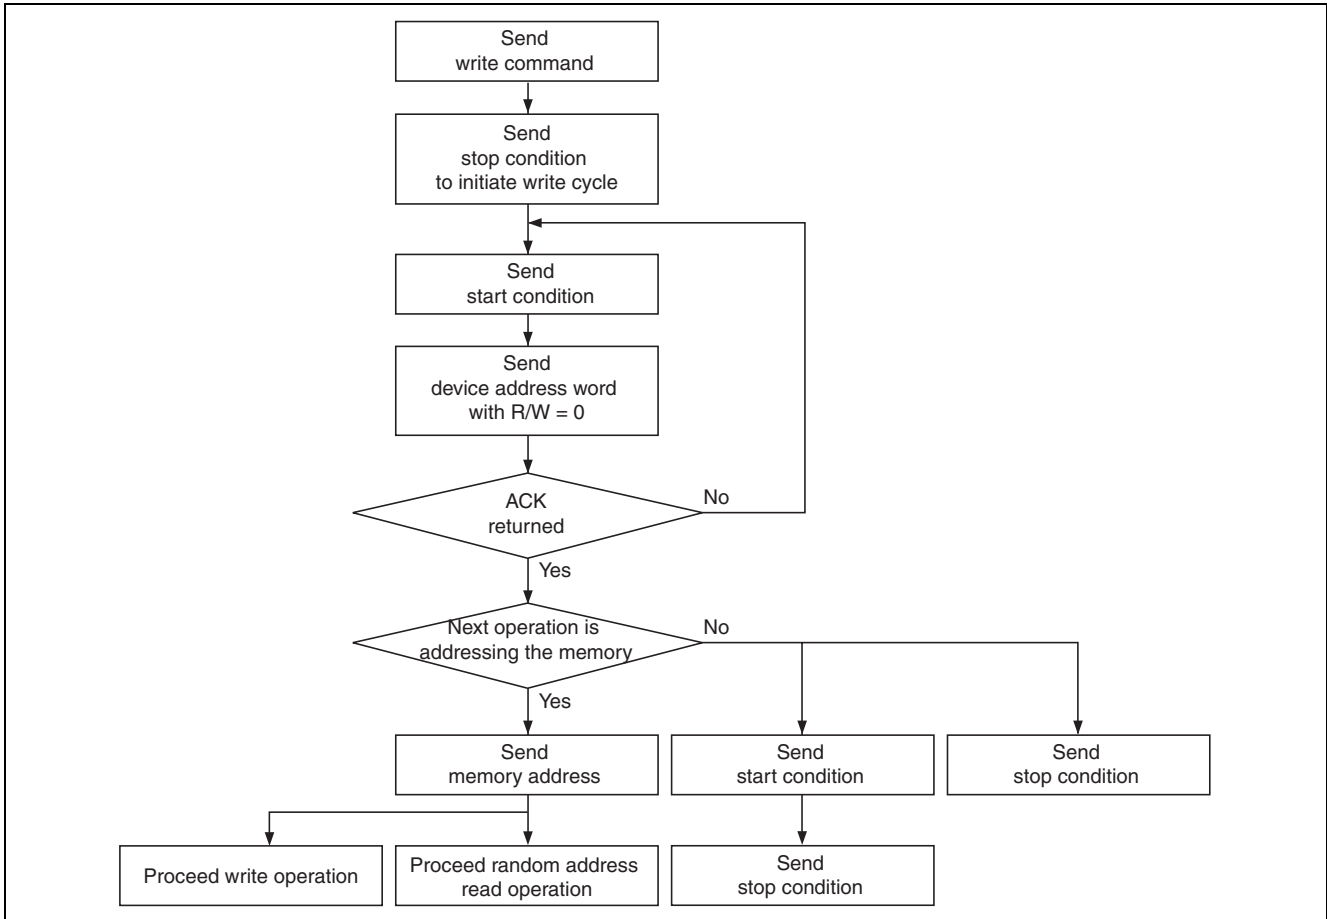 Send
write command
Send
stop condition
to initiate write cycle
Send
start condition
Send
device address word
with R/W = 0
ACK
returned
No
Yes
Next operation is
addressing the memory
No
Yes
Send
memory address
Send
start condition
Send
stop condition
Proceed write operation
Proceed random address
read operation
Send
stop condition